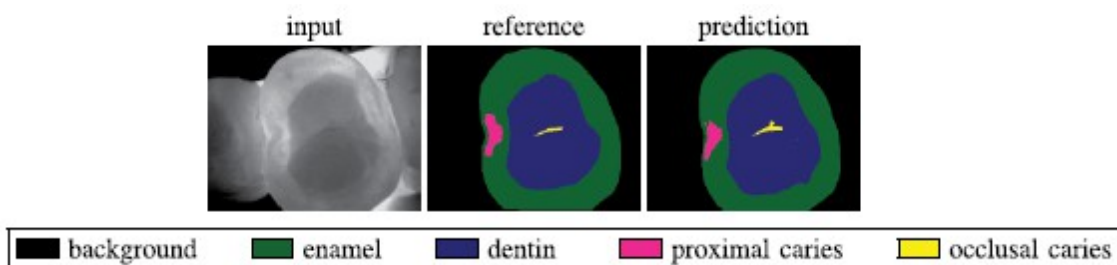 input reference prediction
background enamel dentin proximal caries occlusal caries